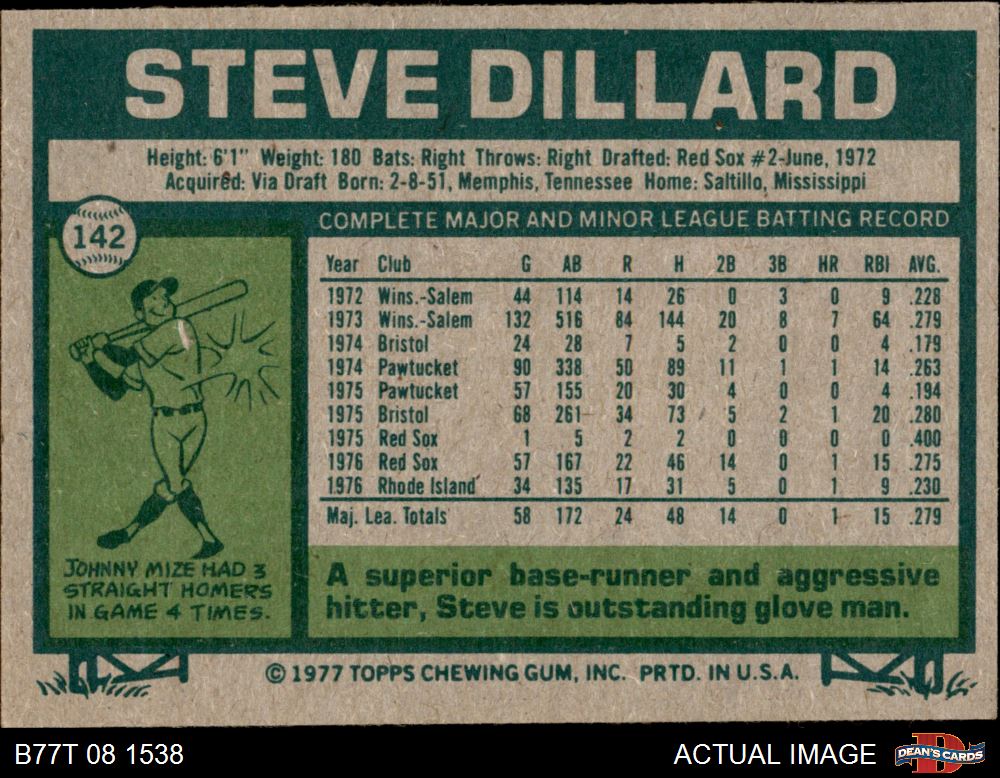 STEVE DILLARD
Height: 6'1" Weight: 180 Bats: Right Throws: Right Drafted: Red Sox #2-June, 1972
Acquired: Via Draft Born: 2-8-51, Memphis, Tennessee Home: Saltillo, Mississippi
142
COMPLETE MAJOR AND MINOR LEAGUE BATTING RECORD
Year Club G AB R H 2B 3B HR RBI AVG.
1972 Wins.-Salem 44 114 14 26 0 3 0 9 .228
1973 Wins.-Salem 132 516 84 144 20 8 7 64 .279
1974 Bristol 24 28 7 5 2 0 0 4 .179
1974 Pawtucket 90 338 50 89 11 1 1 14 .263
1975 Pawtucket 57 155 20 30 4 0 0 4 .194
1975 Bristol 68 261 34 73 5 2 1 20 .280
1975 Red Sox 1 5 2 2 0 0 0 0 .400
1976 Red Sox 57 167 22 46 14 0 1 15 .275
1976 Rhode Island 34 135 17 31 5 0 1 9 .230
Maj. Lea. Totals 58 172 24 48 14 0 1 15 .279
JOHNNY MIZE HAD 3
STRAIGHT HOMERS
IN GAME 4 TIMES.
A superior base-runner and aggressive
hitter, Steve is outstanding glove man.
© 1977 TOPPS CHEWING GUM, INC. PRTD. IN U.S.A.
B77T 08 1538
ACTUAL IMAGE
D
DEAN'S CARDS